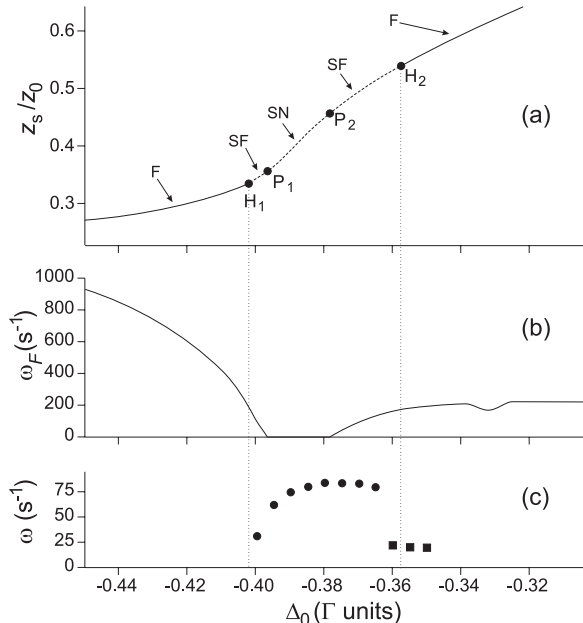 0.6
0.5
0.4
0.3
z_s/z_0
F
SF
SN
SF
F
H_1
P_1
P_2
H_2
(a)
1000
800
600
400
200
0
ω_F(s^-1)
(b)
75
50
25
0
ω (s^-1)
(c)
-0.44
-0.42
-0.40
-0.38
-0.36
-0.34
-0.32
Δ_0 (Γ units)